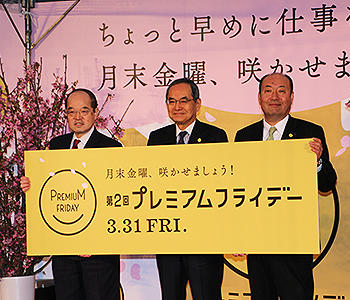 ちょっと早めに仕事を
月末金曜、咲かせま
PREMIUM
FRIDAY
月末金曜、咲かせましょう!
第2回 プレミアムフライデー
3.31 FRI.